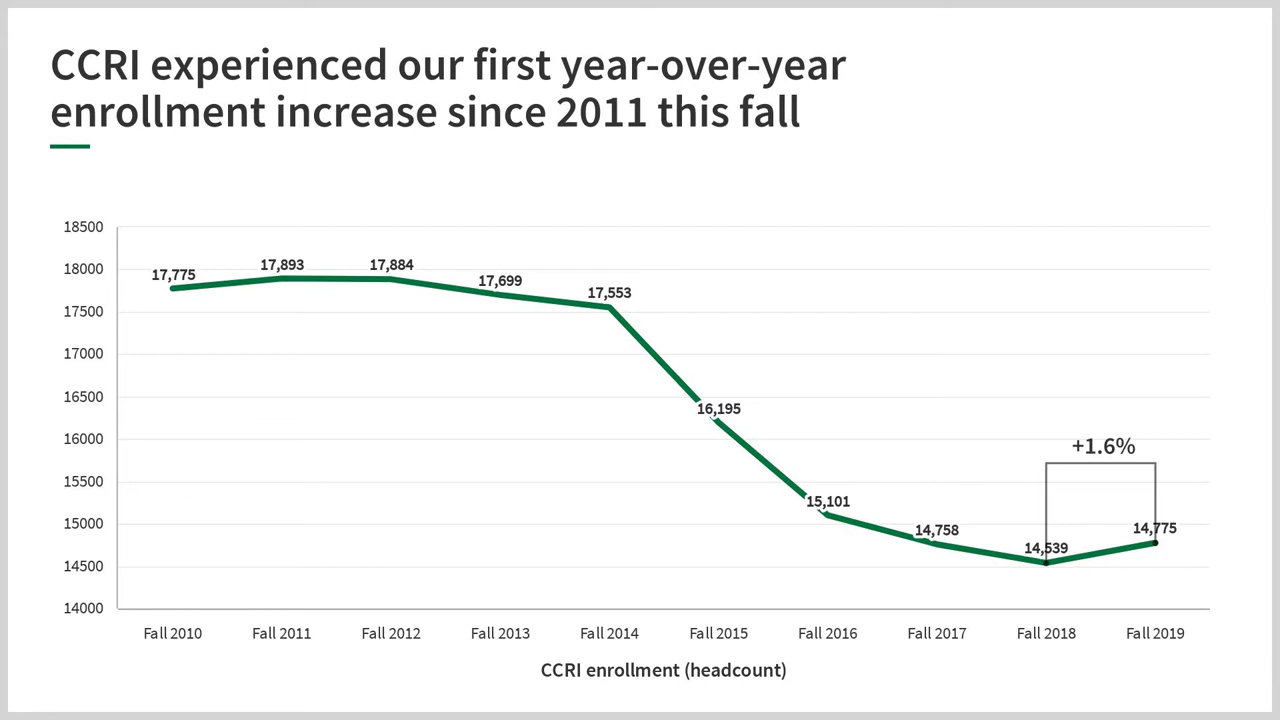 CCRI experienced our first year-over-year
enrollment increase since 2011 this fall
18500
18000
17500
17000
16500
16000
15500
15000
14500
14000
17,775
17,893
17,884
17,699
17,553
16,195
15,101
14,758
14,539
14,775
+1.6%
Fall 2010
Fall 2011
Fall 2012
Fall 2013
Fall 2014
Fall 2015
Fall 2016
Fall 2017
Fall 2018
Fall 2019
CCRI enrollment (headcount)